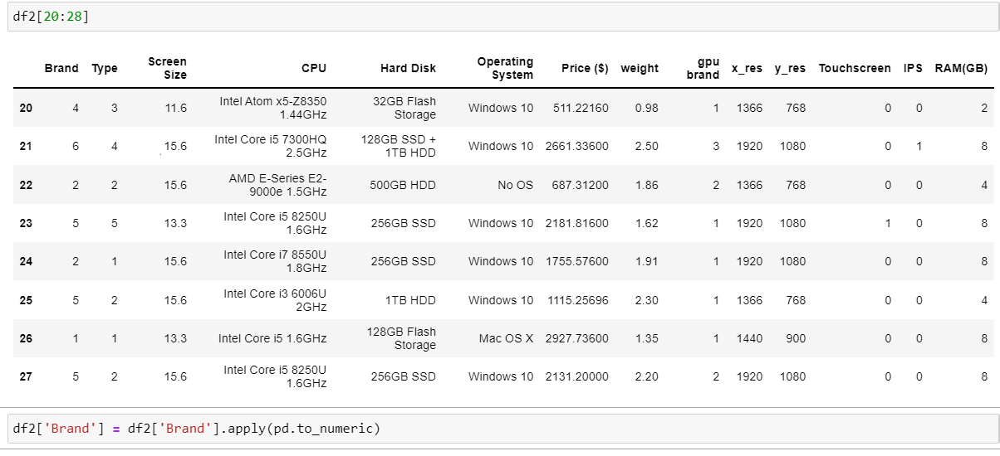 df2[20:28]
Brand Type Screen Size CPU Hard Disk Operating System Price ($) weight gpu brand x_res y_res Touchscreen IPS RAM(GB)
20 4 3 11.6 Intel Atom x5-Z8350 1.44GHz 32GB Flash Storage Windows 10 511.22160 0.98 1 1366 768 0 0 2
21 6 4 15.6 Intel Core i5 7300HQ 2.5GHz 128GB SSD + 1TB HDD Windows 10 2661.33600 2.50 3 1920 1080 0 1 8
22 2 2 15.6 AMD E-Series E2-9000e 1.5GHz 500GB HDD No OS 687.31200 1.86 2 1366 768 0 0 4
23 5 5 13.3 Intel Core i5 8250U 1.6GHz 256GB SSD Windows 10 2181.81600 1.62 1 1920 1080 1 0 8
24 2 1 15.6 Intel Core i7 8550U 1.8GHz 256GB SSD Windows 10 1755.57600 1.91 1 1920 1080 0 0 8
25 5 2 15.6 Intel Core i3 6006U 2GHz 1TB HDD Windows 10 1115.25696 2.30 1 1366 768 0 0 4
26 1 1 13.3 Intel Core i5 1.6GHz 128GB Flash Storage Mac OS X 2927.73600 1.35 1 1440 900 0 0 8
27 5 2 15.6 Intel Core i5 8250U 1.6GHz 256GB SSD Windows 10 2131.20000 2.20 2 1920 1080 0 0 8
df2['Brand'] = df2['Brand'].apply(pd.to_numeric)